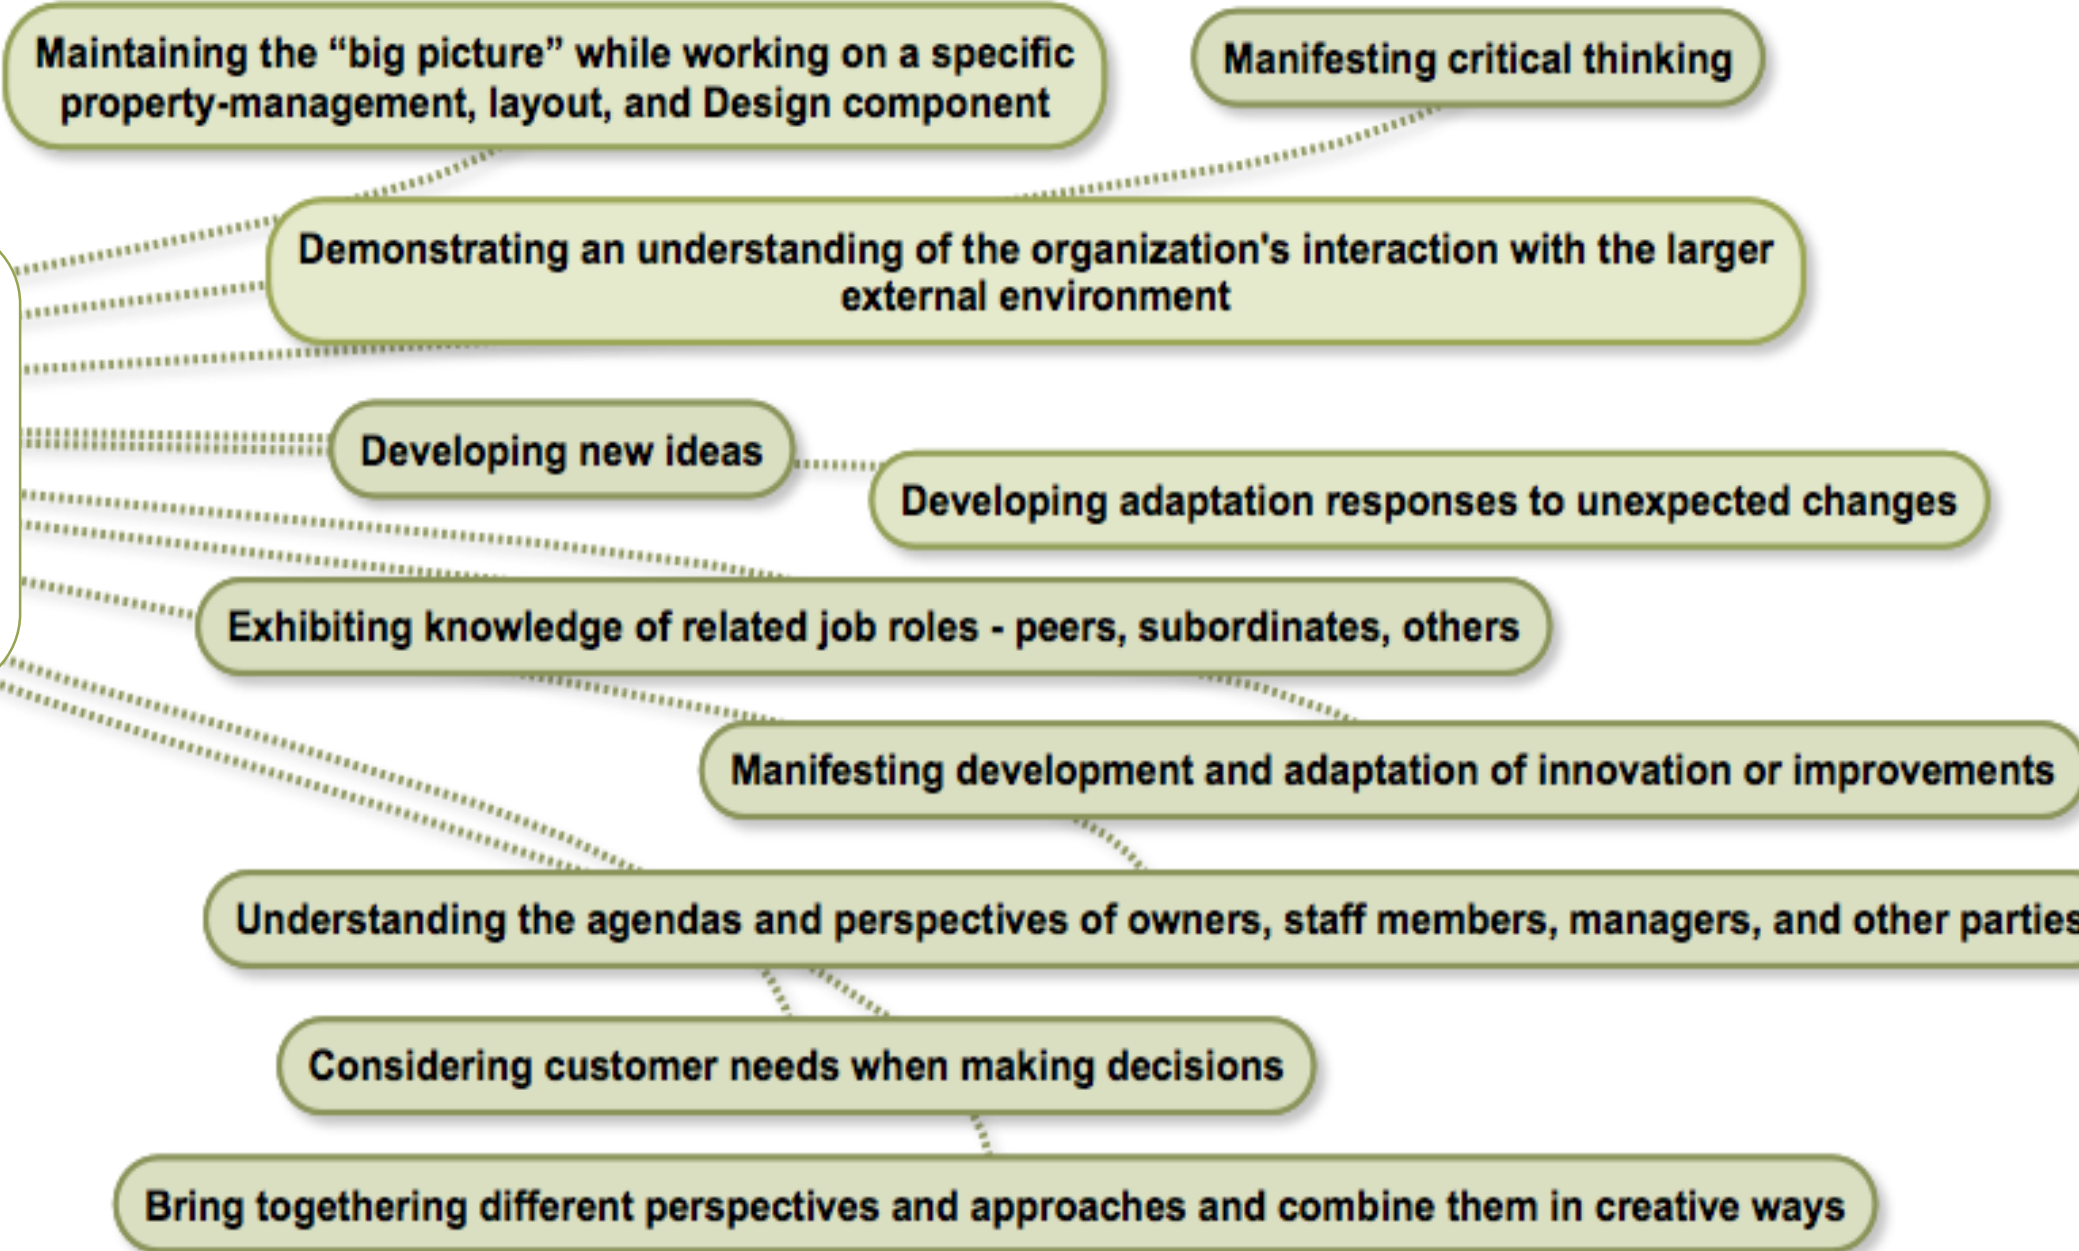 Maintaining the “big picture” while working on a specific
property-management, layout, and Design component
Manifesting critical thinking
Demonstrating an understanding of the organization's interaction with the larger
external environment
Developing new ideas
Developing adaptation responses to unexpected changes
Exhibiting knowledge of related job roles - peers, subordinates, others
Manifesting development and adaptation of innovation or improvements
Understanding the agendas and perspectives of owners, staff members, managers, and other parties
Considering customer needs when making decisions
Bring togethering different perspectives and approaches and combine them in creative ways